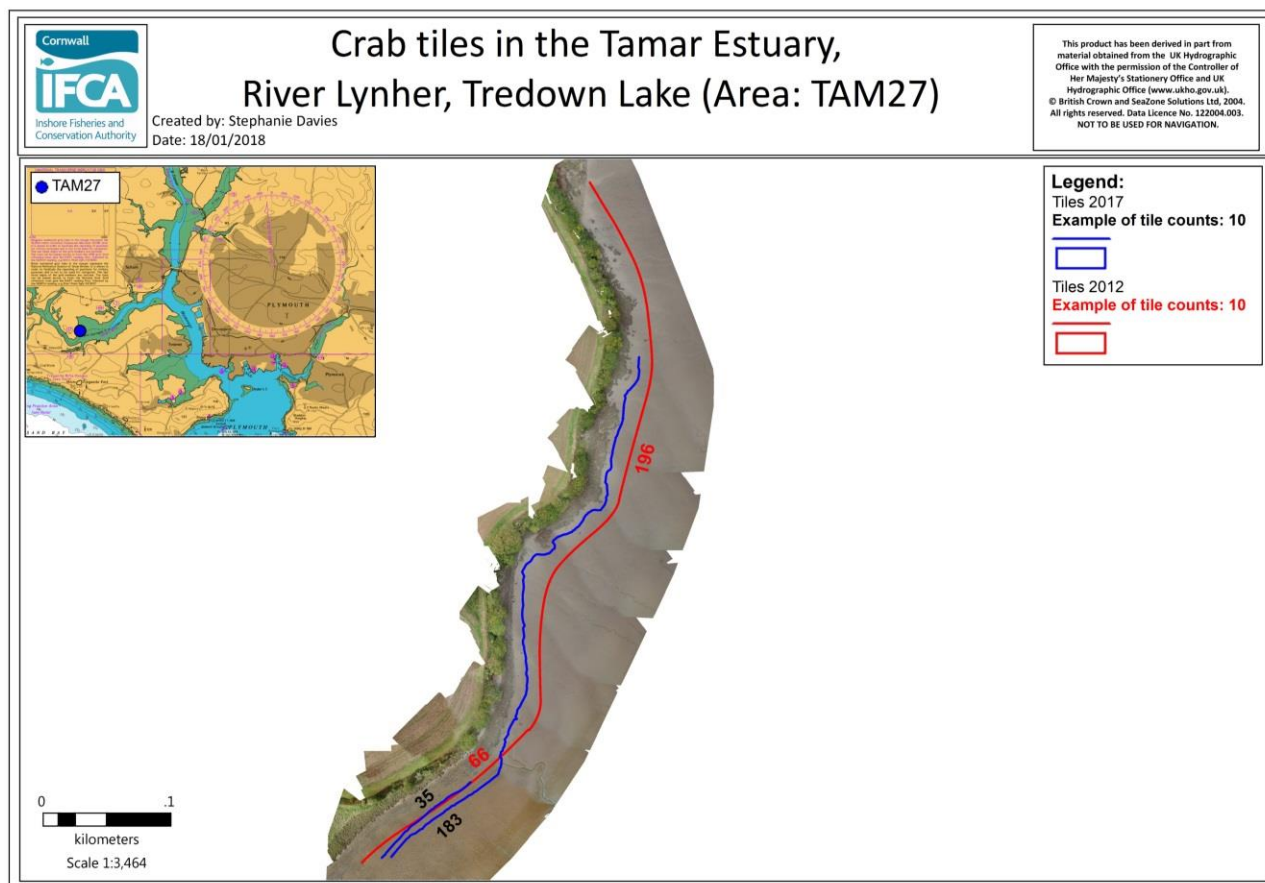 Cornwall
IFCA
Inshore Fisheries and
Conservation Authority
Crab tiles in the Tamar Estuary,
River Lynher, Tredown Lake (Area: TAM27)
Created by: Stephanie Davies
Date: 18/01/2018
This product has been derived in part from
material obtained from the UK Hydrographic
Office with the permission of the Controller of
Her Majesty's Stationery Office and UK
Hydrographic Office (www.ukho.gov.uk).
© British Crown and SeaZone Solutions Ltd, 2004.
All rights reserved. Data Licence No. 122004.003.
NOT TO BE USED FOR NAVIGATION.
TAM27
PLYMOUTH
PLYMOUTH
Legend:
Tiles 2017
Example of tile counts: 10
Tiles 2012
Example of tile counts: 10
196
66
35
183
0 .1
kilometers
Scale 1:3,464